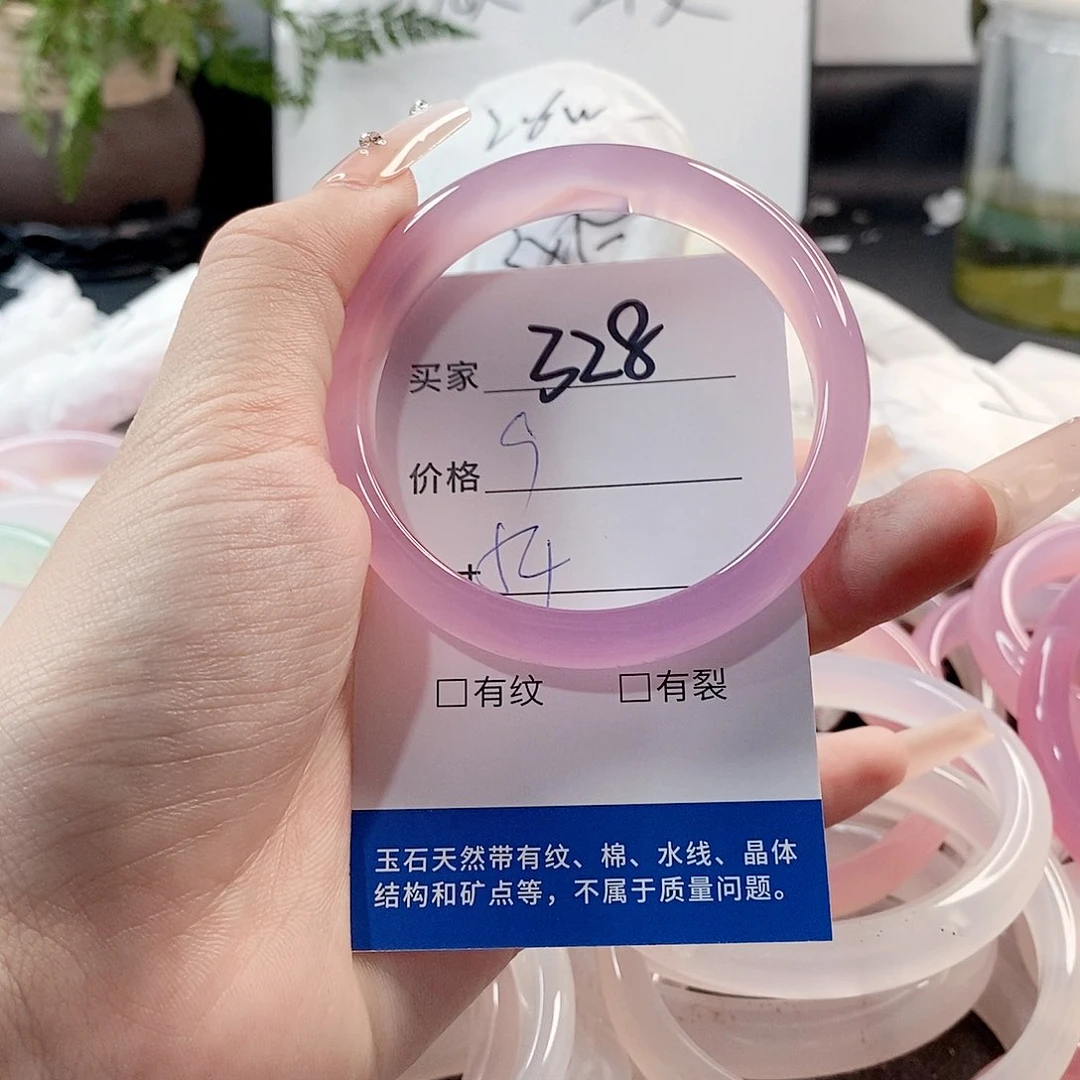 买家 328
价格 9
54
□有纹 □有裂
玉石天然带有纹、棉、水线、晶体
结构和矿点等，不属于质量问题。